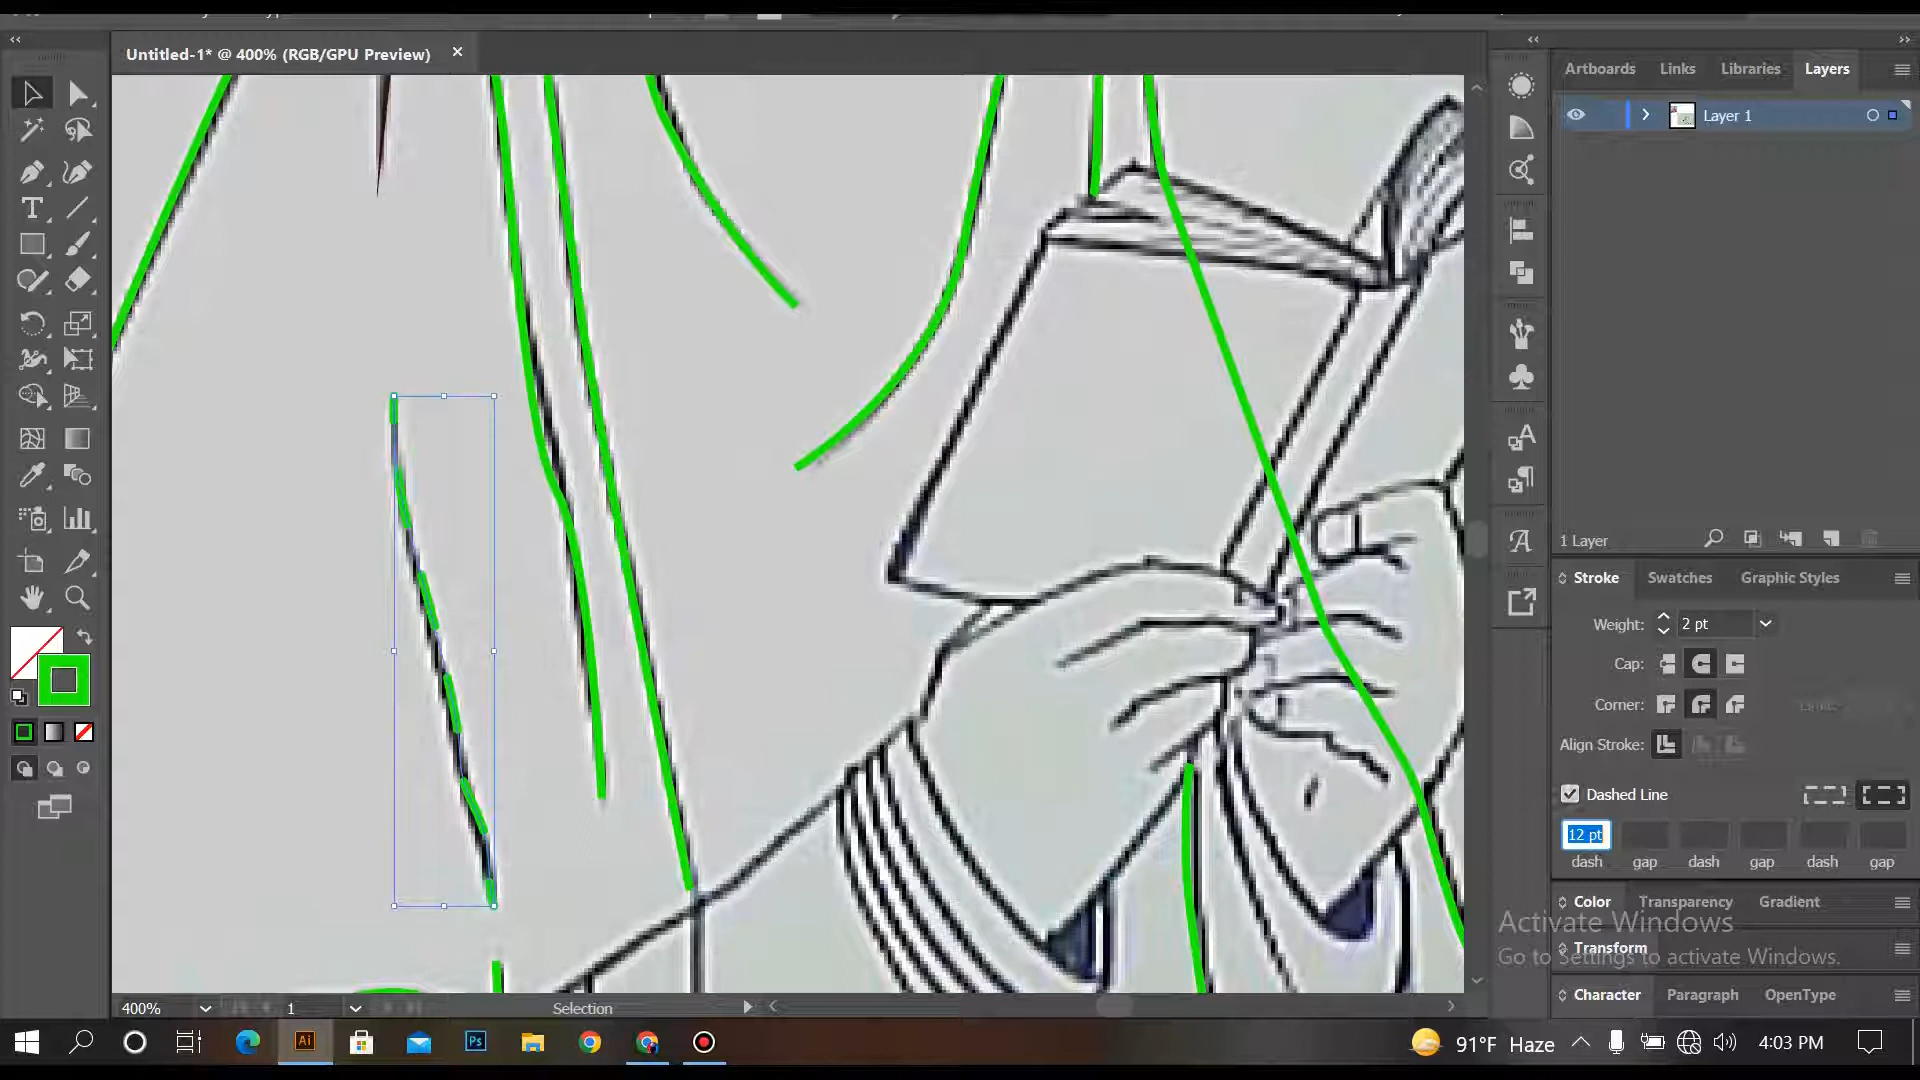 Untitled-1* @ 400% (RGB/GPU Preview)
Artboards Links Libraries Layers
Layer 1
1 Layer
Stroke Swatches Graphic Styles
Weight: 2 pt
Cap:
Corner:
Align Stroke:
Dashed Line
12 pt
dash gap dash gap dash gap
Color Transparency Gradient
Activate Windows
Transform
Go to Settings to activate Windows.
Character Paragraph OpenType
400% 1 Selection
Ai Ps 91°F Haze 4:03 PM